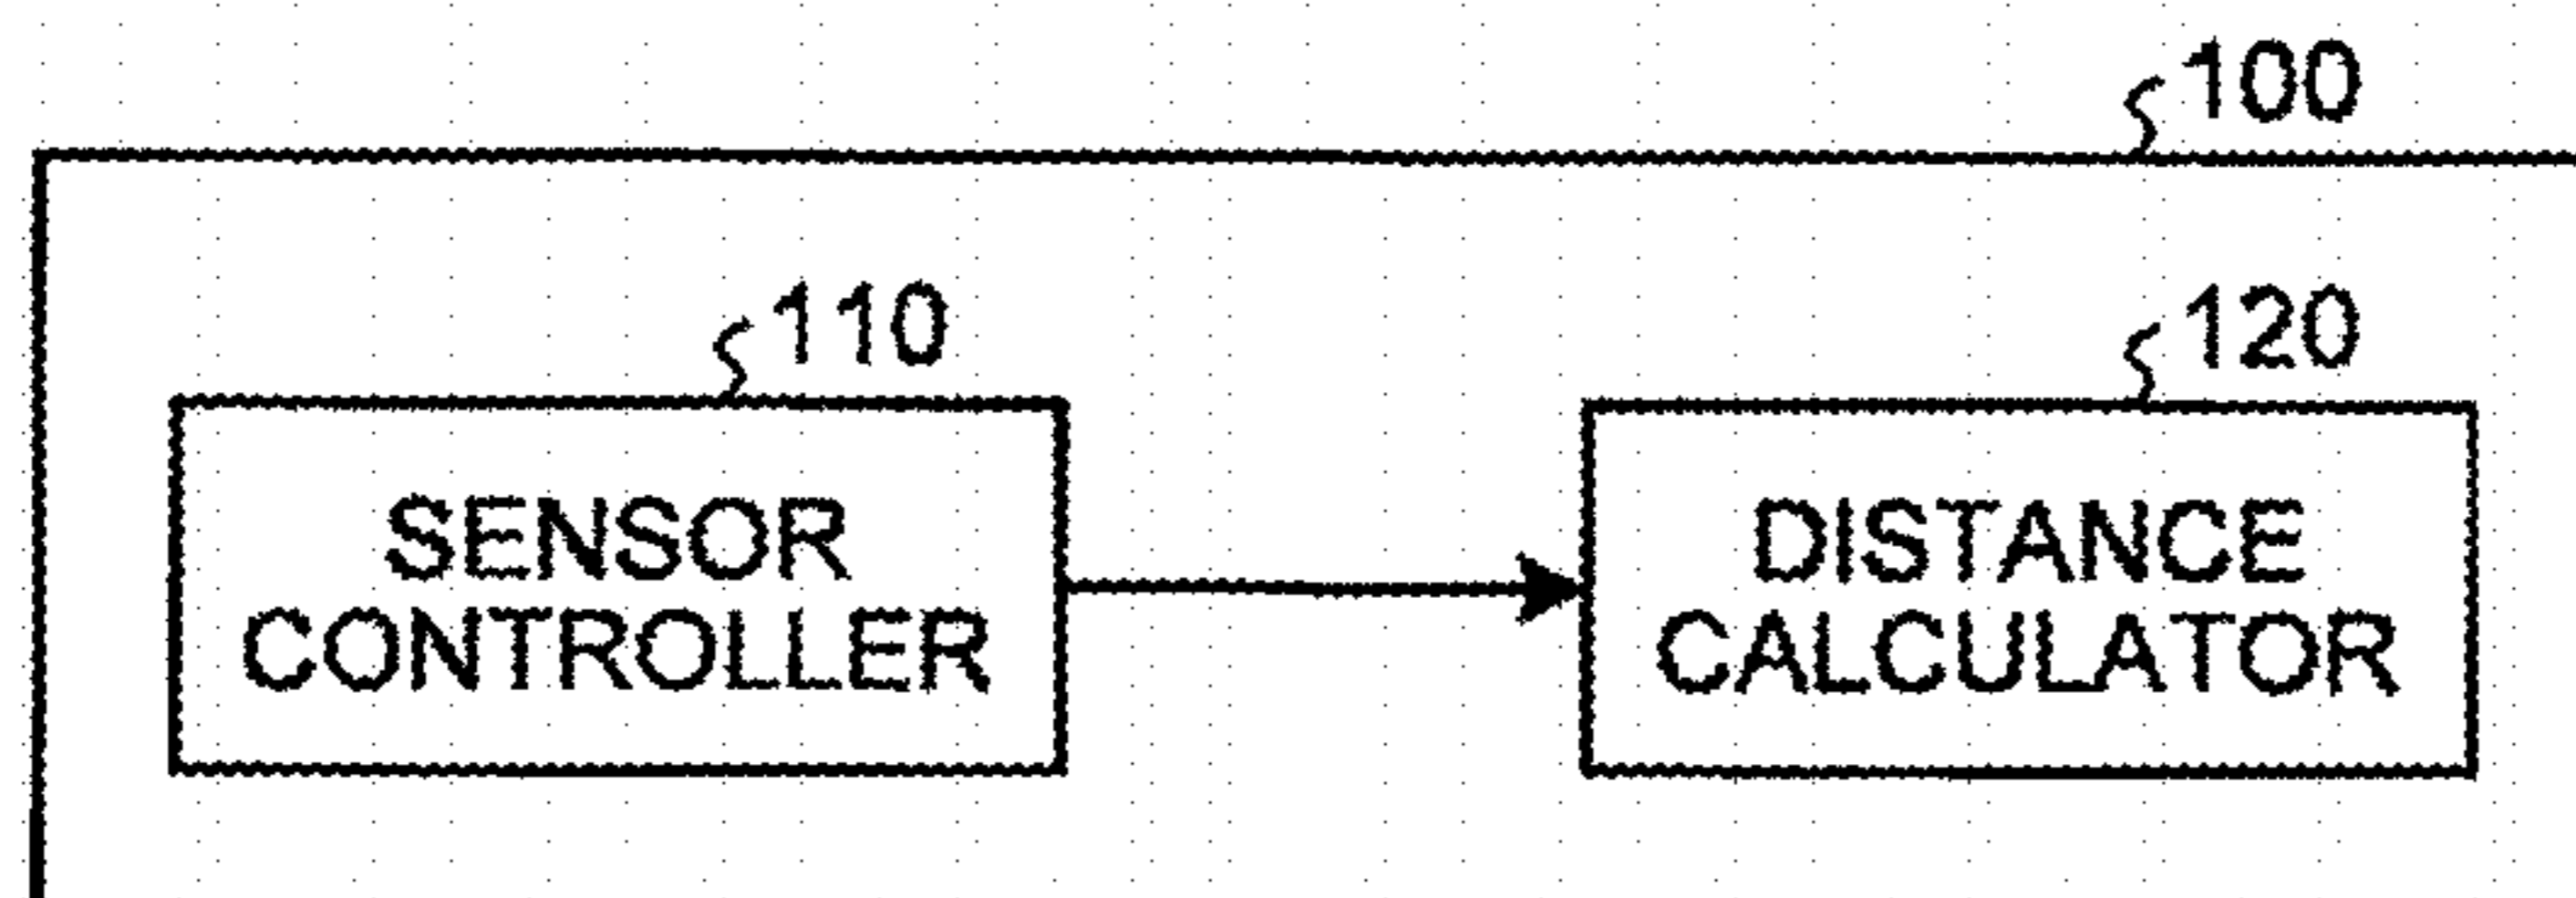 100
110
120
SENSOR
CONTROLLER
DISTANCE
CALCULATOR